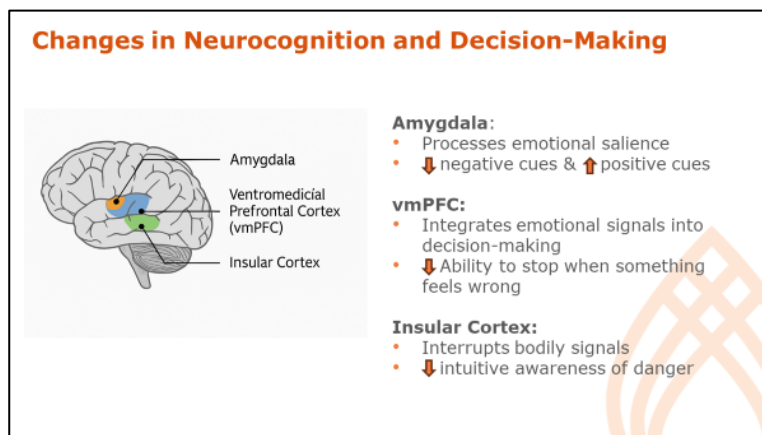 Changes in Neurocognition and Decision-Making
Amygdala
Ventromedicial
Prefrontal Cortex
(vmPFC)
Insular Cortex
Amygdala:
• Processes emotional salience
• ⬇ negative cues & ⬆ positive cues
vmPFC:
• Integrates emotional signals into
decision-making
• ⬇ Ability to stop when something
feels wrong
Insular Cortex:
• Interrupts bodily signals
• ⬇ intuitive awareness of danger